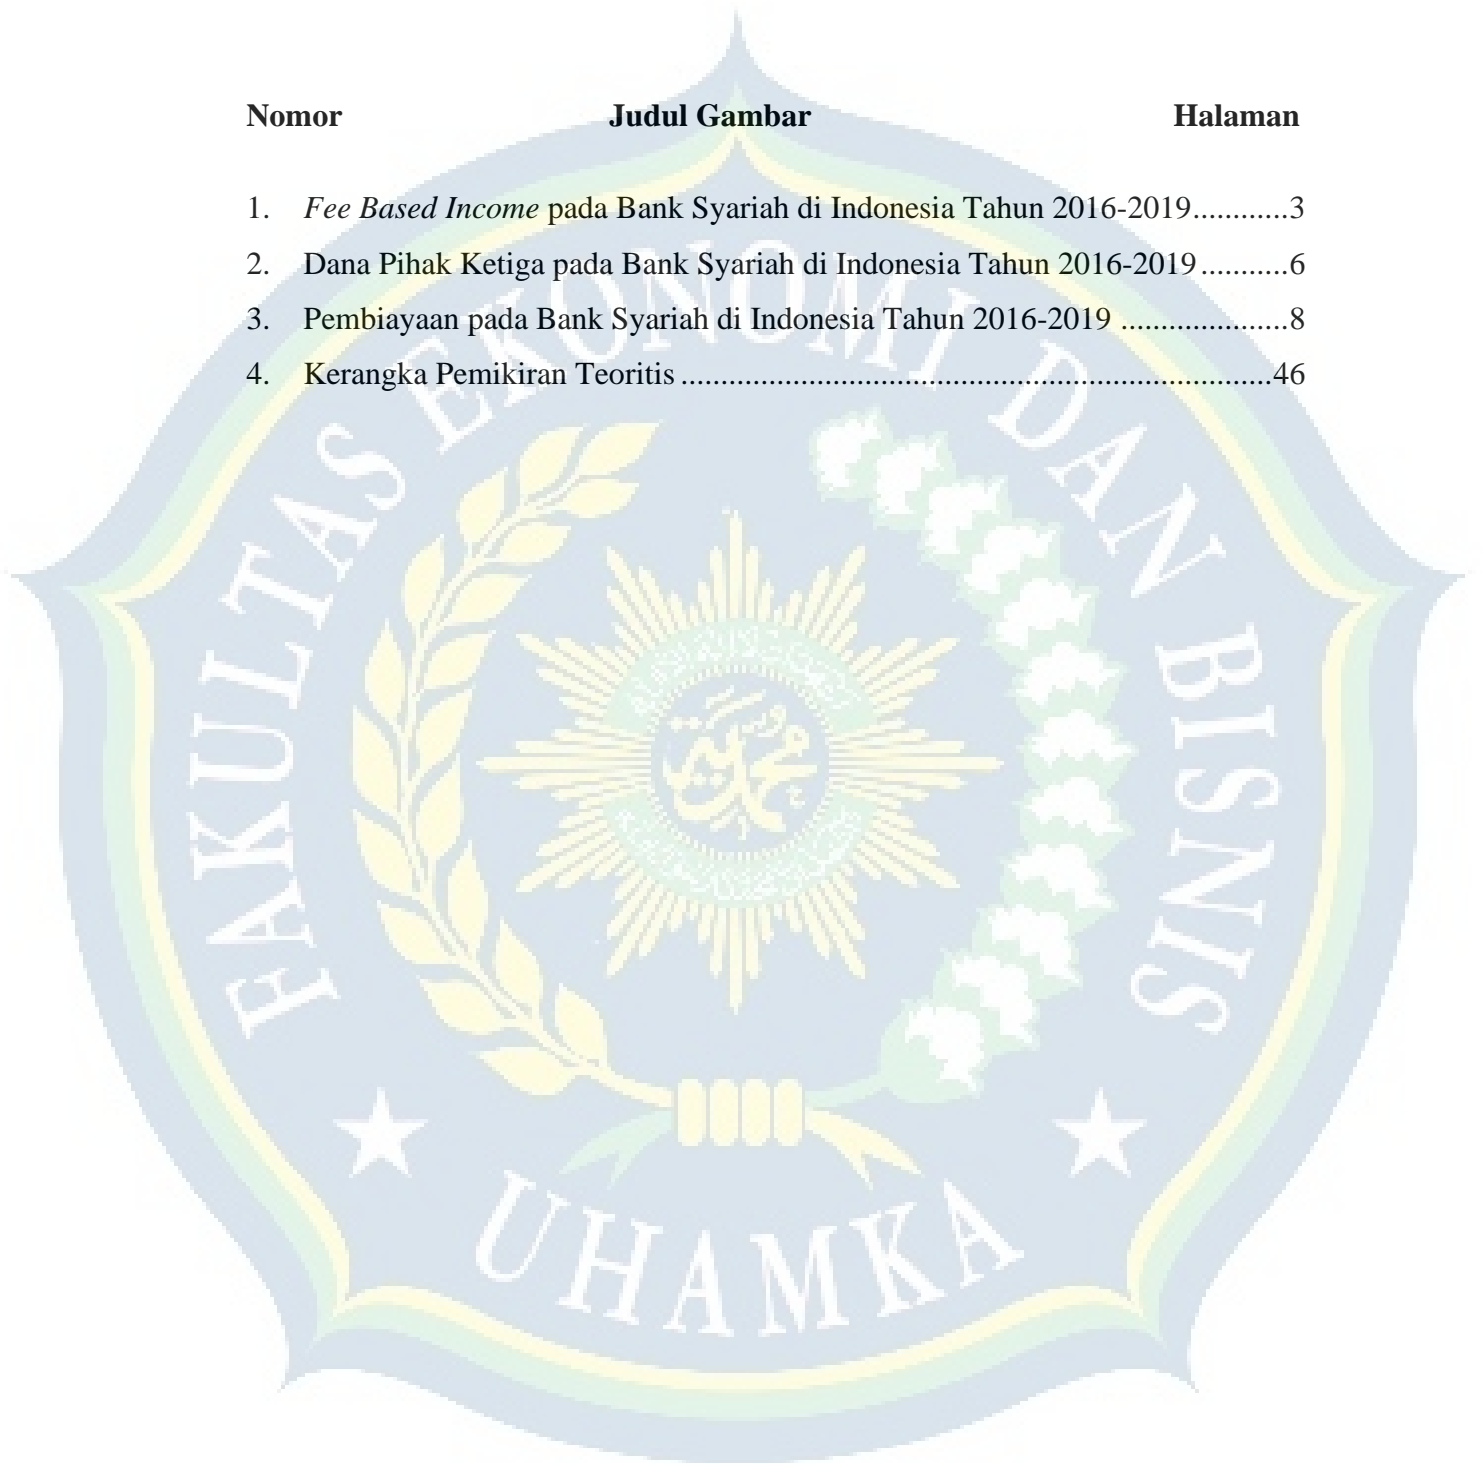 Nomor Judul Gambar Halaman
1. Fee Based Income pada Bank Syariah di Indonesia Tahun 2016-2019............3
2. Dana Pihak Ketiga pada Bank Syariah di Indonesia Tahun 2016-2019...........6
3. Pembiayaan pada Bank Syariah di Indonesia Tahun 2016-2019 .....................8
4. Kerangka Pemikiran Teoritis ..........................................................................46
FAKULTAS EKONOMI DAN BISNIS
UHAMKA